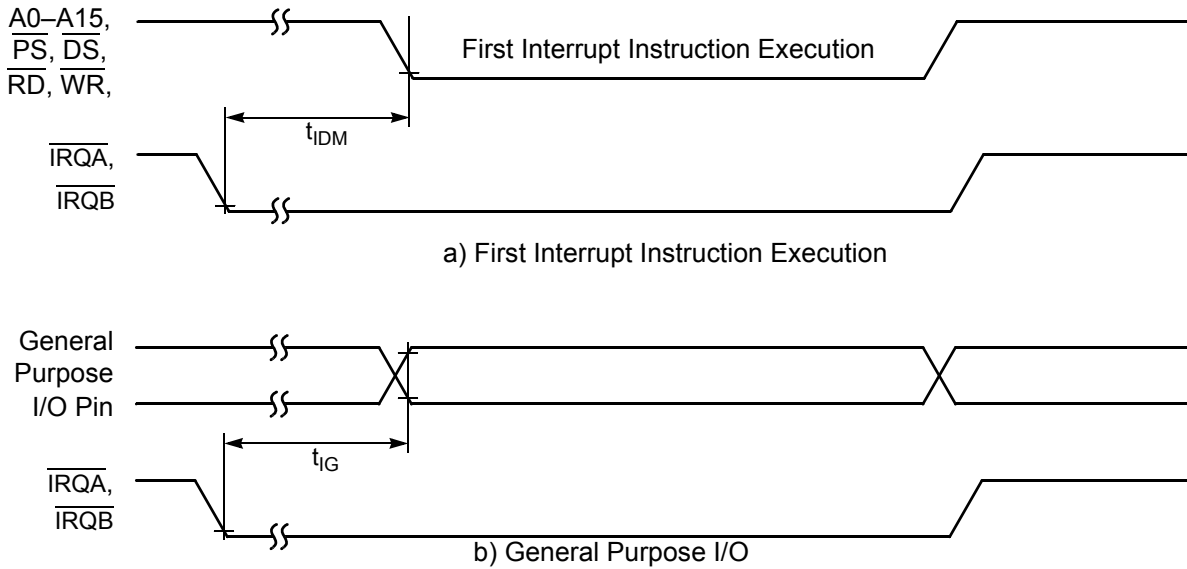 A0–A15,
PS, DS,
RD, WR,
First Interrupt Instruction Execution
tIDM
IRQA,
IRQB
a) First Interrupt Instruction Execution
General
Purpose
I/O Pin
tIG
IRQA,
IRQB
b) General Purpose I/O